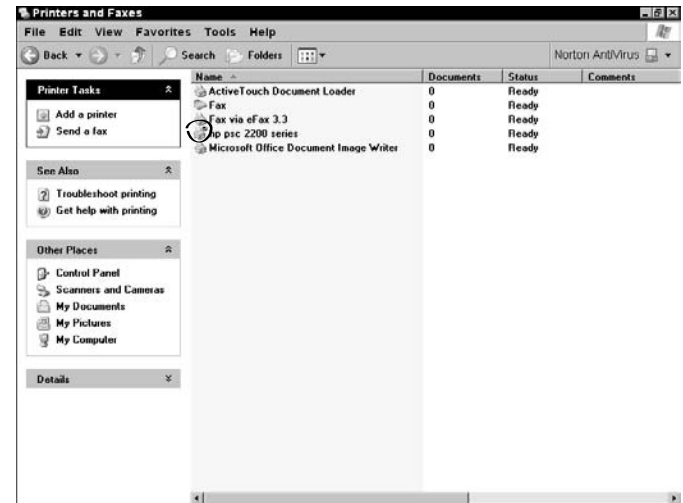 Printers and Faxes
File Edit View Favorites Tools Help
Back Search Folders Norton AntiVirus
Name Documents Status Comments
Printer Tasks
Add a printer
Send a fax
See Also
Troubleshoot printing
Get help with printing
Other Places
Control Panel
Scanners and Cameras
My Documents
My Pictures
My Computer
Details
ActiveTouch Document Loader 0 Ready
Fax 0 Ready
Fax via eFax 3.3 0 Ready
hp psc 2200 series 0 Ready
Microsoft Office Document Image Writer 0 Ready